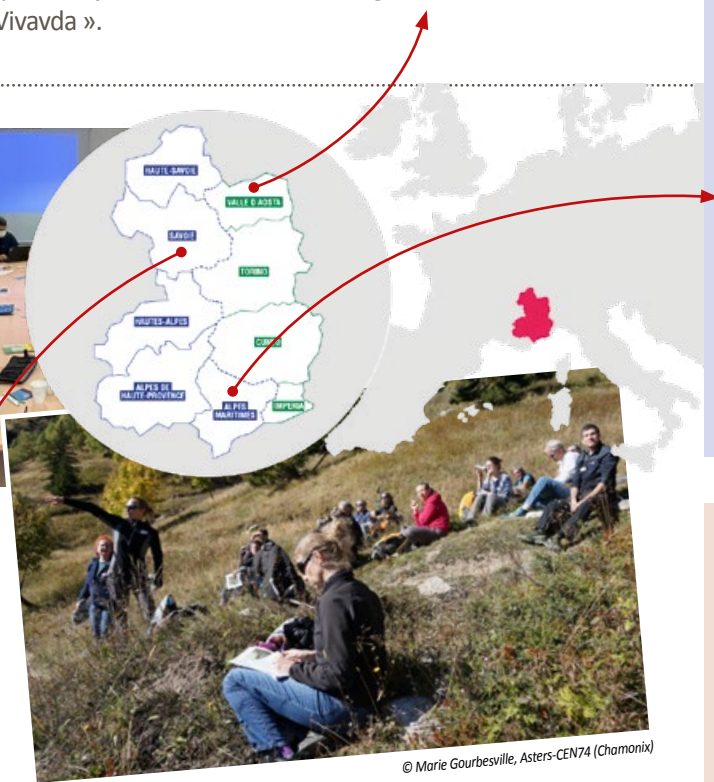 Vivavda ».
HAUTE-SAVOIE
VALLE D'AOSTA
SAVOIE
TORINO
HAUTES-ALPES
CUNEO
ALPES DE
HAUTE-PROVENCE
ALPES
MARITIMES
IMPERIA
© Marie Gourbesville, Asters-CEN74 (Chamonix)